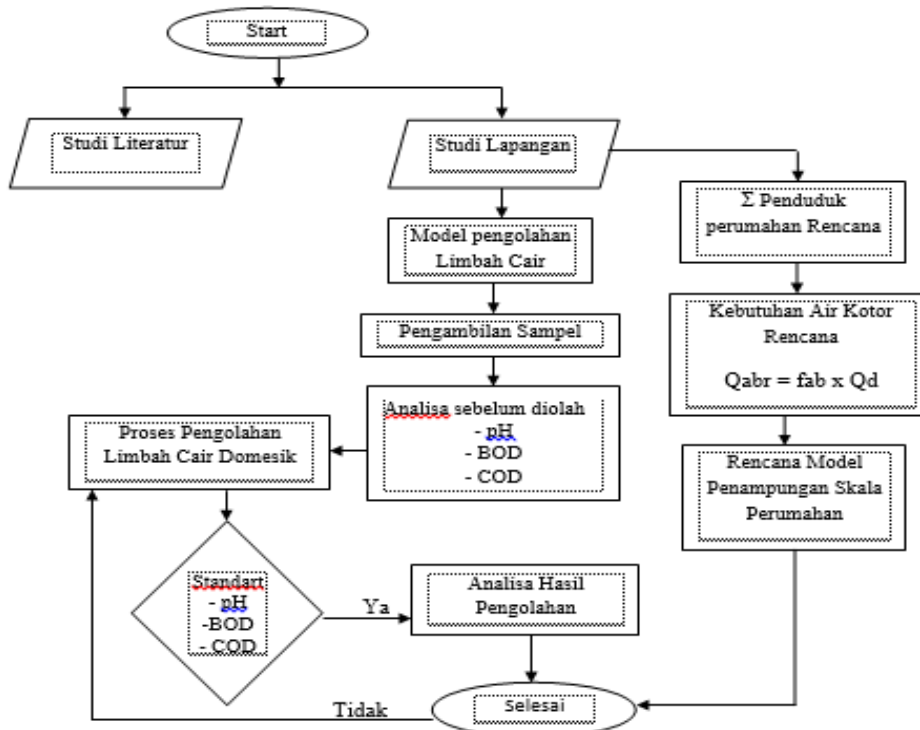 Start
Studi Literatur
Studi Lapangan
Σ Penduduk
perumahan Rencana
Model pengolahan
Limbah Cair
Kebutuhan Air Kotor
Rencana
Qabr = fab x Qd
Pengambilan Sampel
Analisa sebelum diolah
- pH
- BOD
- COD
Proses Pengolahan
Limbah Cair Domesik
Rencana Model
Penampungan Skala
Perumahan
Standart
- pH
-BOD
- COD
Ya
Analisa Hasil
Pengolahan
Tidak
Selesai